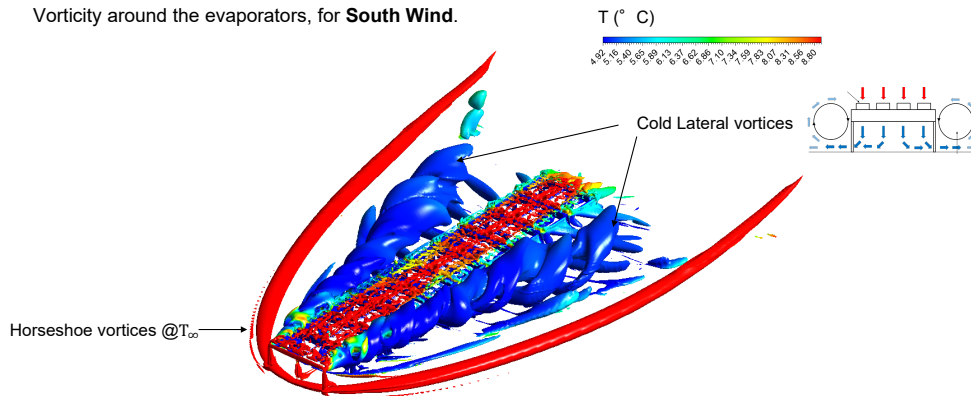 Vorticity around the evaporators, for South Wind.
T (° C)
4.92 5.16 5.40 5.65 5.89 6.13 6.37 6.62 6.86 7.10 7.34 7.59 7.83 8.07 8.31 8.56 8.80
Cold Lateral vortices
Horseshoe vortices @T∞